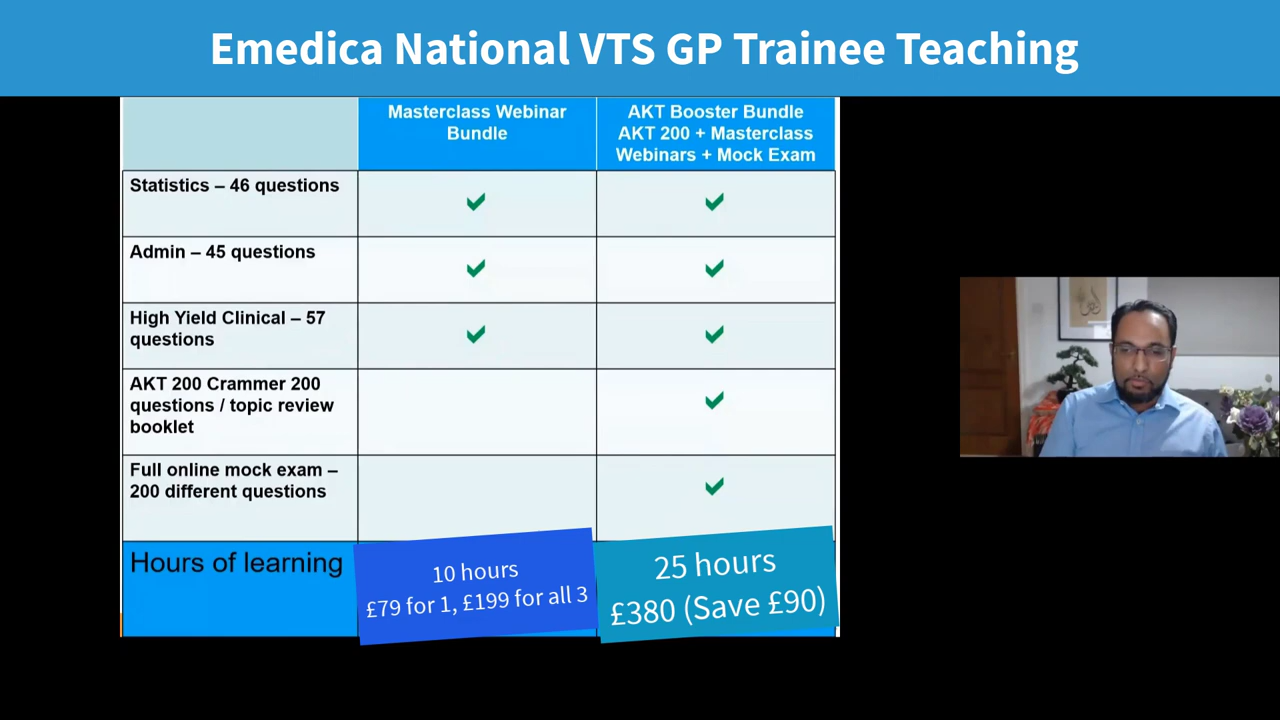 Emedica National VTS GP Trainee Teaching
Masterclass Webinar
Bundle
AKT Booster Bundle
AKT 200 + Masterclass
Webinars + Mock Exam
Statistics – 46 questions
Admin – 45 questions
High Yield Clinical – 57
questions
AKT 200 Crammer 200
questions / topic review
booklet
Full online mock exam –
200 different questions
Hours of learning
10 hours
£79 for 1, £199 for all 3
25 hours
£380 (Save £90)